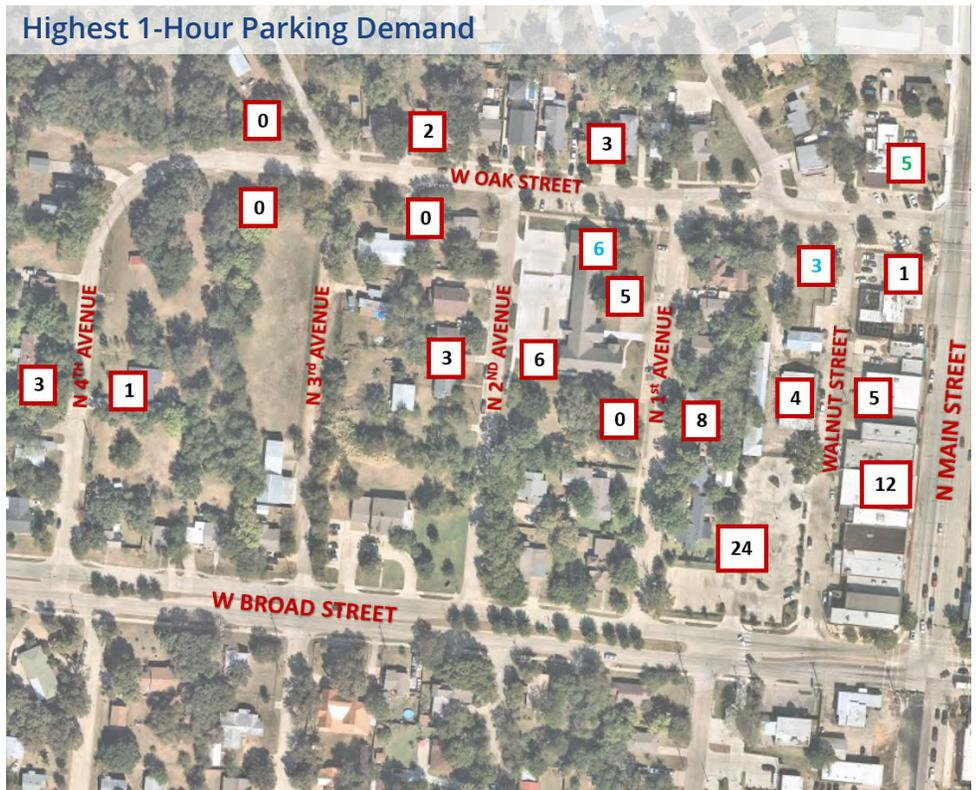 Highest 1-Hour Parking Demand
0
2
3
5
W OAK STREET
0
0
6
3
1
5
N 4TH AVENUE
N 3rd AVENUE
N 2ND AVENUE
N 1st AVENUE
WALNUT STREET
N MAIN STREET
3
1
3
6
0
8
4
5
12
24
W BROAD STREET